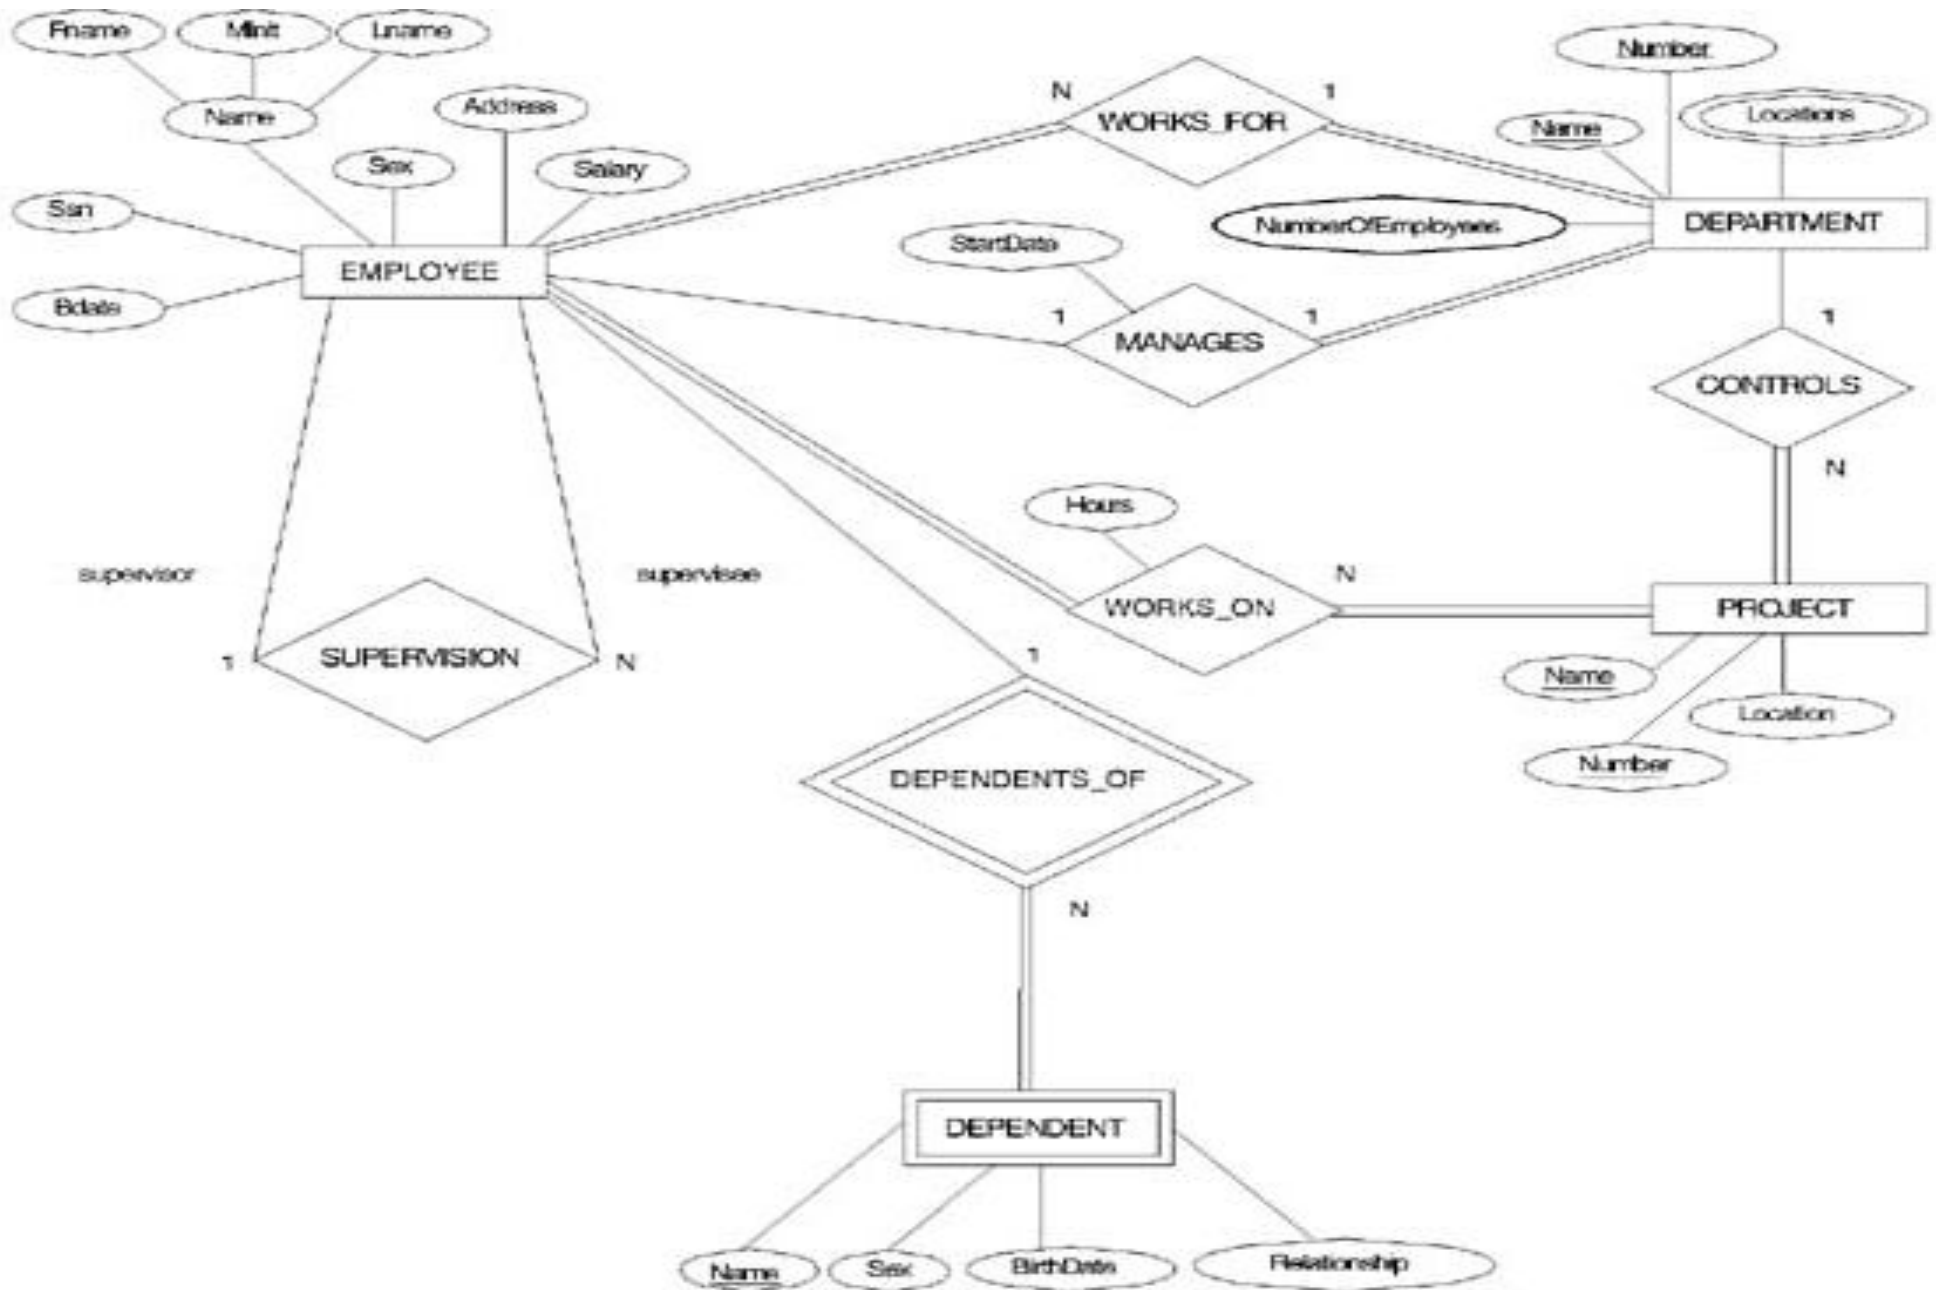 Fname
Minit
Lname
Number
Address
N
1
Name
WORKS_FOR
Locations
Name
Sex
Salary
Ssn
NumberOfEmployees
DEPARTMENT
StartDate
EMPLOYEE
Bdate
1
1
1
MANAGES
CONTROLS
N
Hours
supervisor
supervisee
N
WORKS_ON
PROJECT
1
SUPERVISION
N
1
Name
Location
Number
DEPENDENTS_OF
N
DEPENDENT
Name
Sex
BirthDate
Relationship